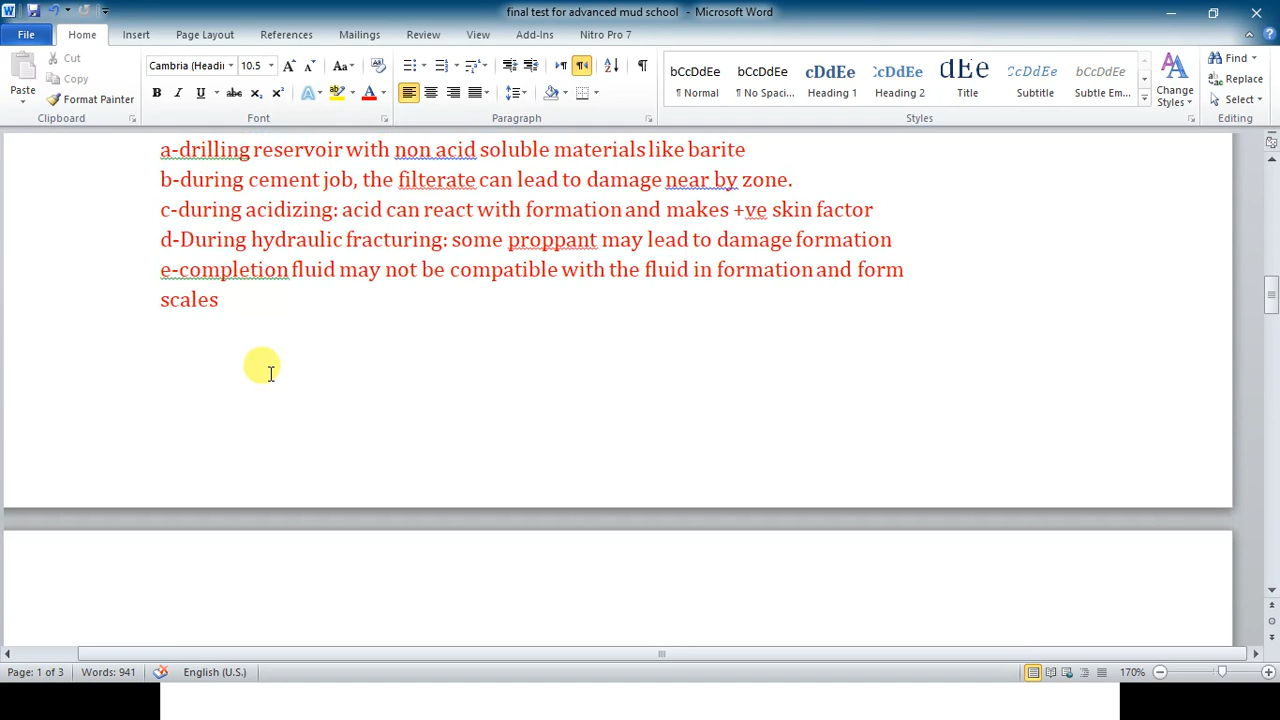 final test for advanced mud school - Microsoft Word
File Home Insert Page Layout References Mailings Review View Add-Ins Nitro Pro 7
Paste
Cut
Copy
Format Painter
Clipboard
Cambria (Headi 10.5
Font
Paragraph
bCcDdEe ¶ Normal
bCcDdEe ¶ No Spaci...
cDdEe Heading 1
CcDdEe Heading 2
dEe Title
CcDdEe Subtitle
bCcDdEe Subtle Em...
Change Styles
Styles
Find
Replace
Select
Editing
a-drilling reservoir with non acid soluble materials like barite
b-during cement job, the filterate can lead to damage near by zone.
c-during acidizing: acid can react with formation and makes +ve skin factor
d-During hydraulic fracturing: some proppant may lead to damage formation
e-completion fluid may not be compatible with the fluid in formation and form
scales
Page: 1 of 3 Words: 941 English (U.S.) 170%